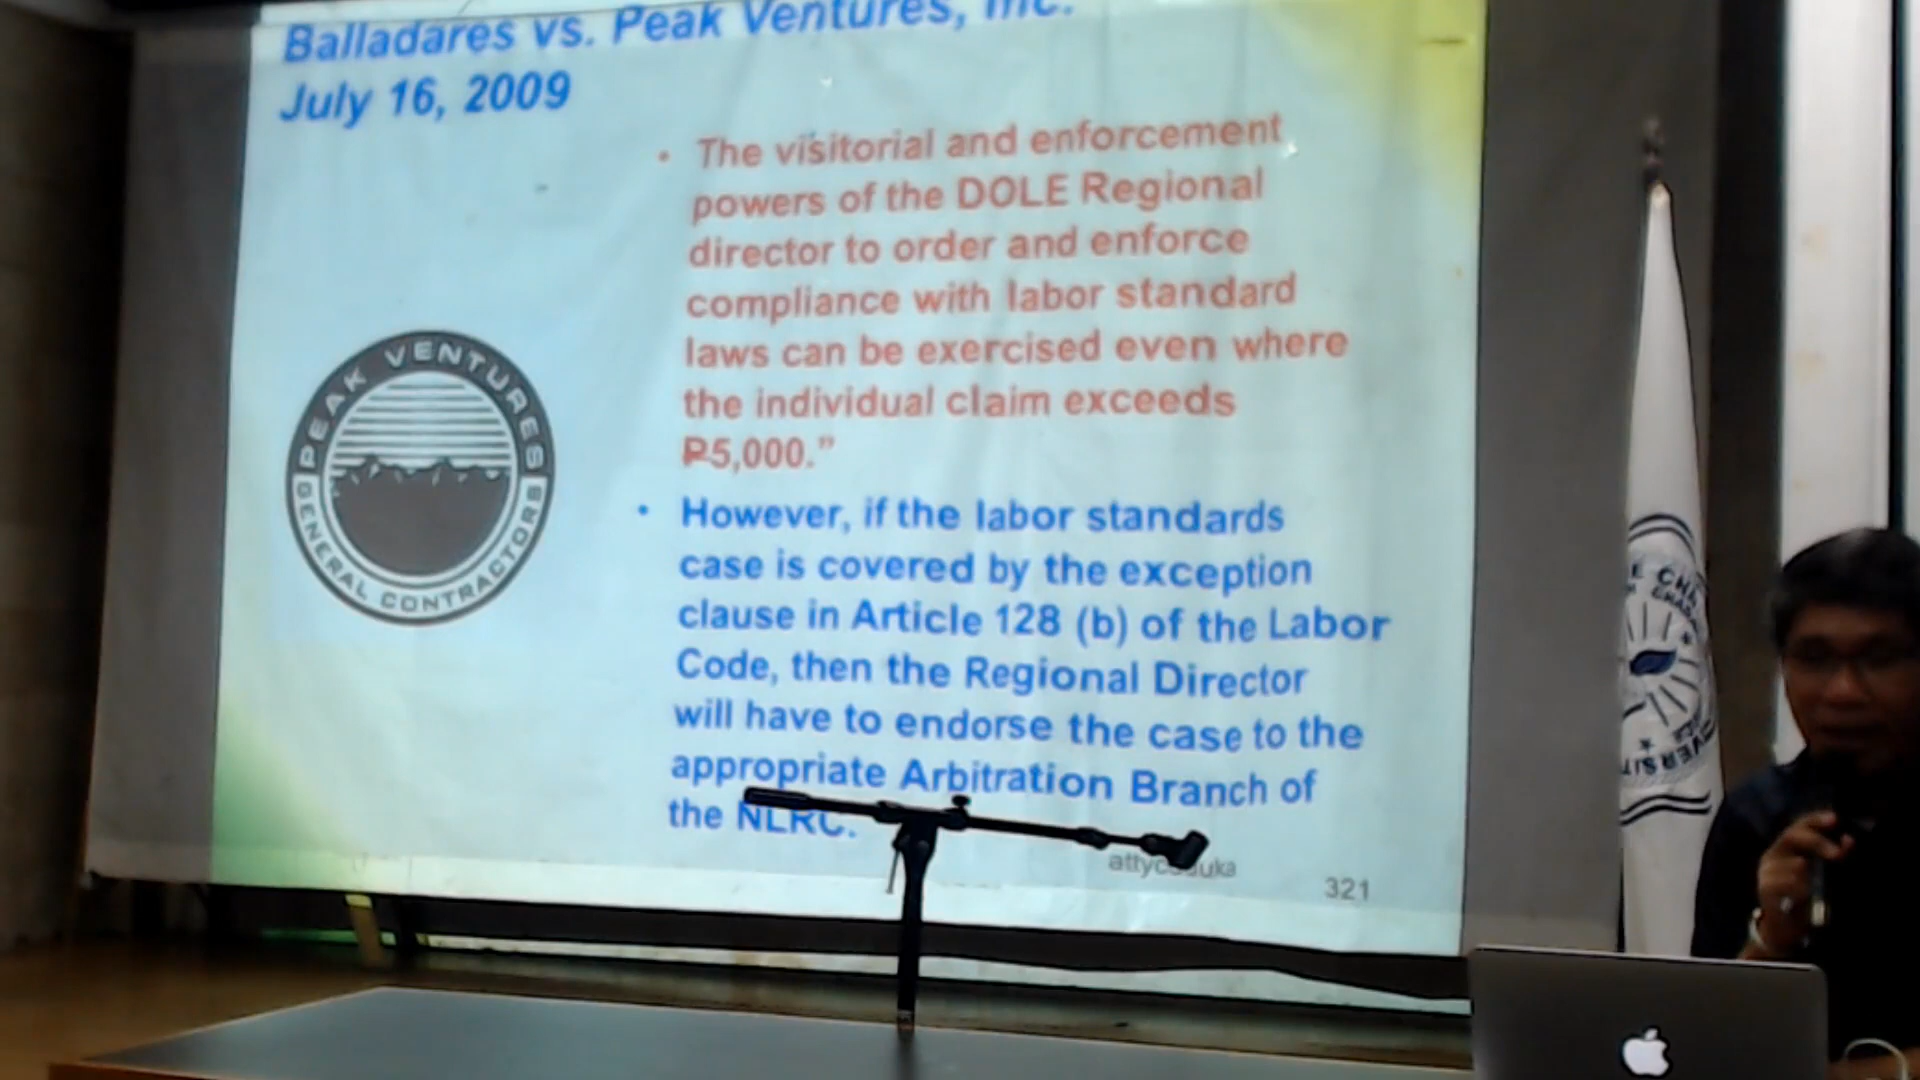 Balladares vs. Peak Ventures, Inc.
July 16, 2009
• The visitorial and enforcement
powers of the DOLE Regional
director to order and enforce
compliance with labor standard
laws can be exercised even where
the individual claim exceeds
₱5,000.”
• However, if the labor standards
case is covered by the exception
clause in Article 128 (b) of the Labor
Code, then the Regional Director
will have to endorse the case to the
appropriate Arbitration Branch of
the NLRC.
PEAK VENTURES
GENERAL CONTRACTORS
321